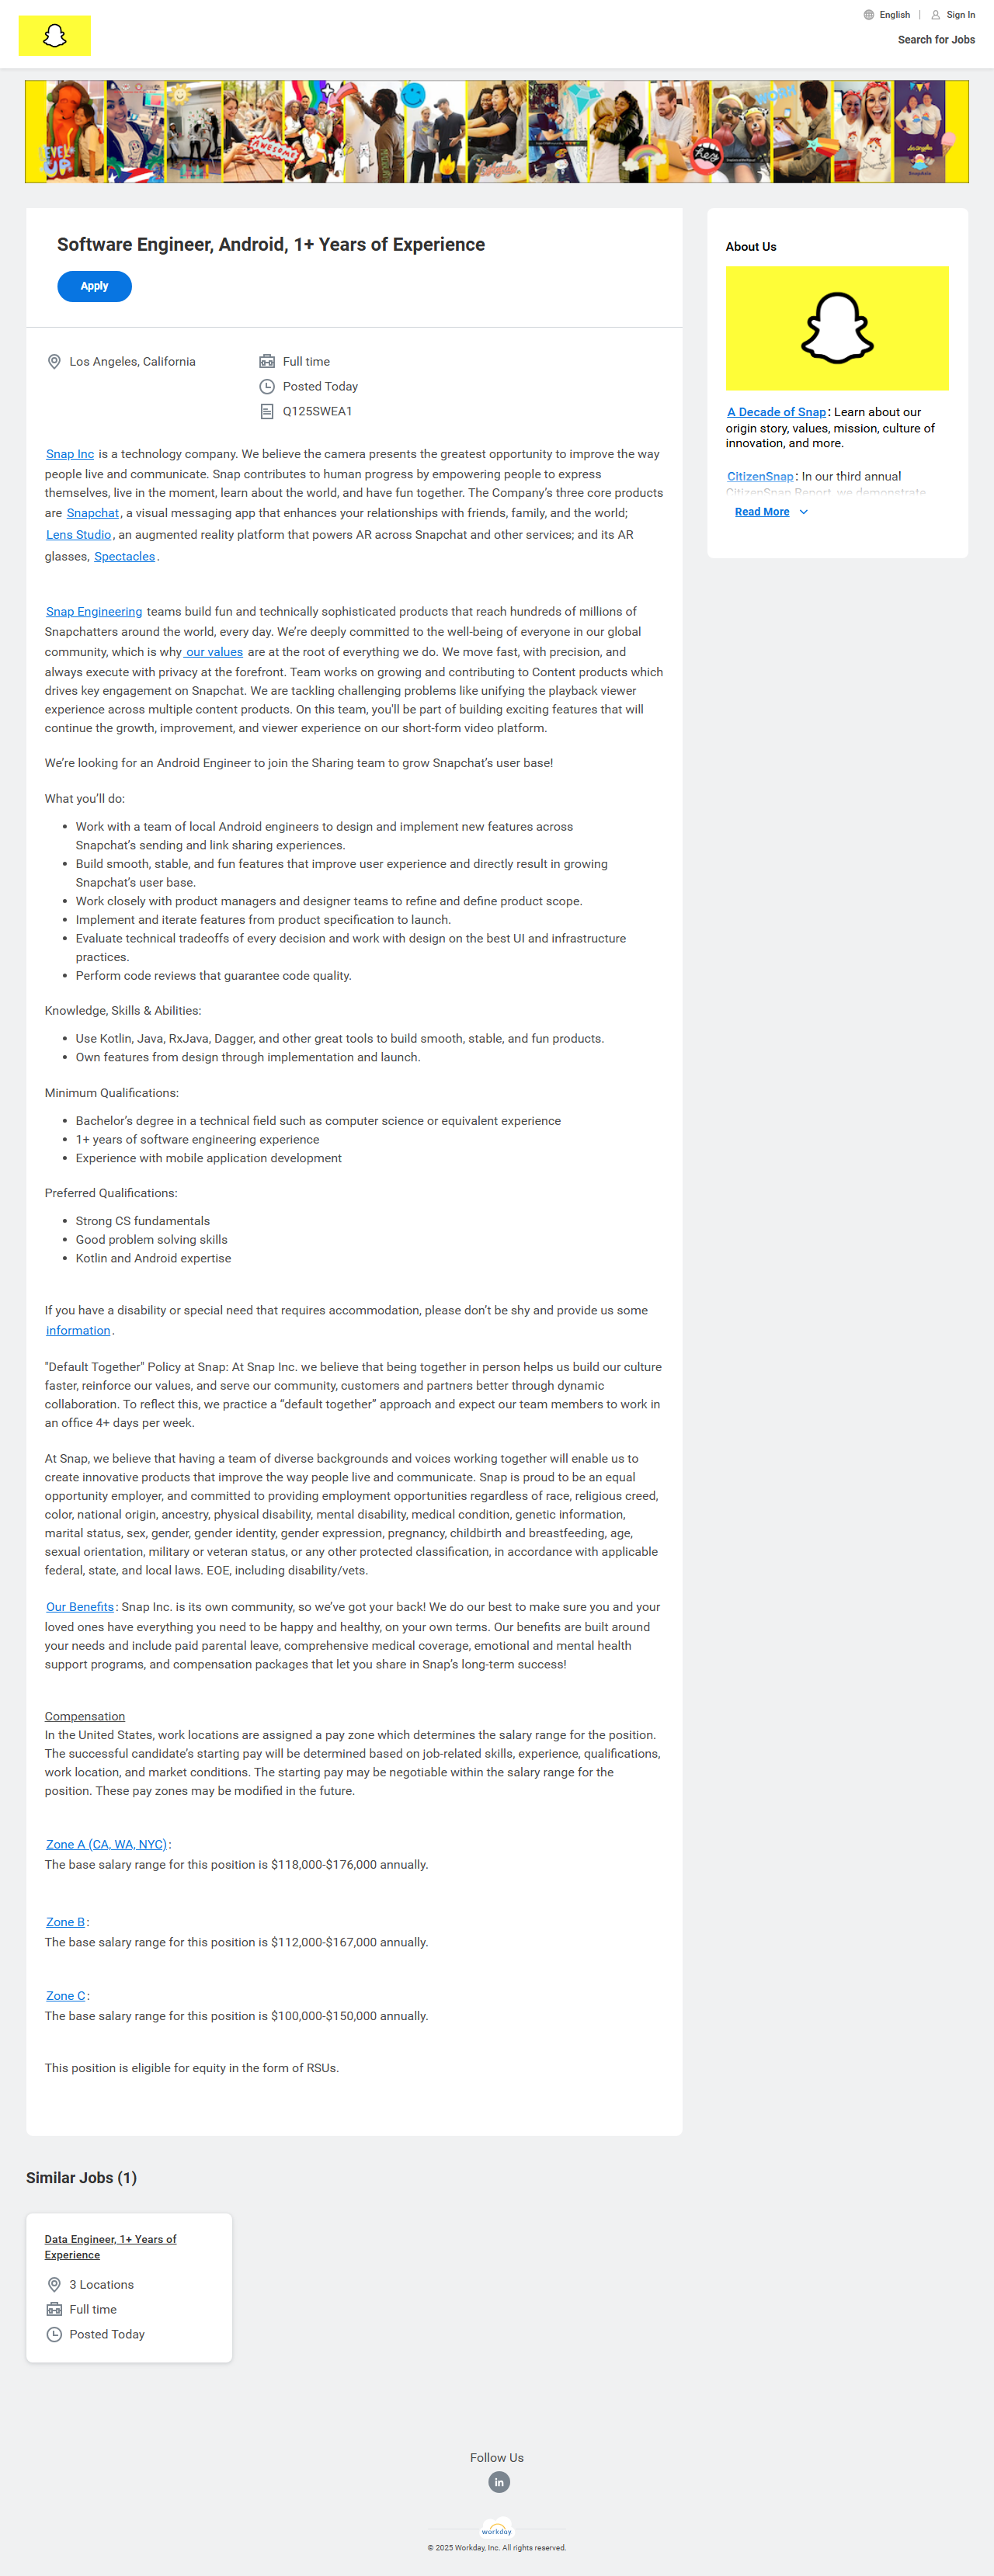 English | Sign In
Search for Jobs
LEVEL UP
AWESOME
WOAH
Yes
Los Angeles
Software Engineer, Android, 1+ Years of Experience
Apply
Los Angeles, California
Full time
Posted Today
Q125SWEA1
Snap Inc is a technology company. We believe the camera presents the greatest opportunity to improve the way
people live and communicate. Snap contributes to human progress by empowering people to express
themselves, live in the moment, learn about the world, and have fun together. The Company’s three core products
are Snapchat, a visual messaging app that enhances your relationships with friends, family, and the world;
Lens Studio, an augmented reality platform that powers AR across Snapchat and other services; and its AR
glasses, Spectacles.
Snap Engineering teams build fun and technically sophisticated products that reach hundreds of millions of
Snapchatters around the world, every day. We’re deeply committed to the well-being of everyone in our global
community, which is why our values are at the root of everything we do. We move fast, with precision, and
always execute with privacy at the forefront. Team works on growing and contributing to Content products which
drives key engagement on Snapchat. We are tackling challenging problems like unifying the playback viewer
experience across multiple content products. On this team, you'll be part of building exciting features that will
continue the growth, improvement, and viewer experience on our short-form video platform.
We’re looking for an Android Engineer to join the Sharing team to grow Snapchat’s user base!
What you’ll do:
• Work with a team of local Android engineers to design and implement new features across
Snapchat’s sending and link sharing experiences.
• Build smooth, stable, and fun features that improve user experience and directly result in growing
Snapchat’s user base.
• Work closely with product managers and designer teams to refine and define product scope.
• Implement and iterate features from product specification to launch.
• Evaluate technical tradeoffs of every decision and work with design on the best UI and infrastructure
practices.
• Perform code reviews that guarantee code quality.
Knowledge, Skills & Abilities:
• Use Kotlin, Java, RxJava, Dagger, and other great tools to build smooth, stable, and fun products.
• Own features from design through implementation and launch.
Minimum Qualifications:
• Bachelor’s degree in a technical field such as computer science or equivalent experience
• 1+ years of software engineering experience
• Experience with mobile application development
Preferred Qualifications:
• Strong CS fundamentals
• Good problem solving skills
• Kotlin and Android expertise
If you have a disability or special need that requires accommodation, please don’t be shy and provide us some
information.
"Default Together" Policy at Snap: At Snap Inc. we believe that being together in person helps us build our culture
faster, reinforce our values, and serve our community, customers and partners better through dynamic
collaboration. To reflect this, we practice a “default together” approach and expect our team members to work in
an office 4+ days per week.
At Snap, we believe that having a team of diverse backgrounds and voices working together will enable us to
create innovative products that improve the way people live and communicate. Snap is proud to be an equal
opportunity employer, and committed to providing employment opportunities regardless of race, religious creed,
color, national origin, ancestry, physical disability, mental disability, medical condition, genetic information,
marital status, sex, gender, gender identity, gender expression, pregnancy, childbirth and breastfeeding, age,
sexual orientation, military or veteran status, or any other protected classification, in accordance with applicable
federal, state, and local laws. EOE, including disability/vets.
Our Benefits: Snap Inc. is its own community, so we’ve got your back! We do our best to make sure you and your
loved ones have everything you need to be happy and healthy, on your own terms. Our benefits are built around
your needs and include paid parental leave, comprehensive medical coverage, emotional and mental health
support programs, and compensation packages that let you share in Snap’s long-term success!
Compensation
In the United States, work locations are assigned a pay zone which determines the salary range for the position.
The successful candidate’s starting pay will be determined based on job-related skills, experience, qualifications,
work location, and market conditions. The starting pay may be negotiable within the salary range for the
position. These pay zones may be modified in the future.
Zone A (CA, WA, NYC):
The base salary range for this position is $118,000-$176,000 annually.
Zone B:
The base salary range for this position is $112,000-$167,000 annually.
Zone C:
The base salary range for this position is $100,000-$150,000 annually.
This position is eligible for equity in the form of RSUs.
About Us
A Decade of Snap: Learn about our
origin story, values, mission, culture of
innovation, and more.
CitizenSnap: In our third annual
CitizenSnap Report, we demonstrate
Read More
Similar Jobs (1)
Data Engineer, 1+ Years of
Experience
3 Locations
Full time
Posted Today
Follow Us
in
workday
© 2025 Workday, Inc. All rights reserved.